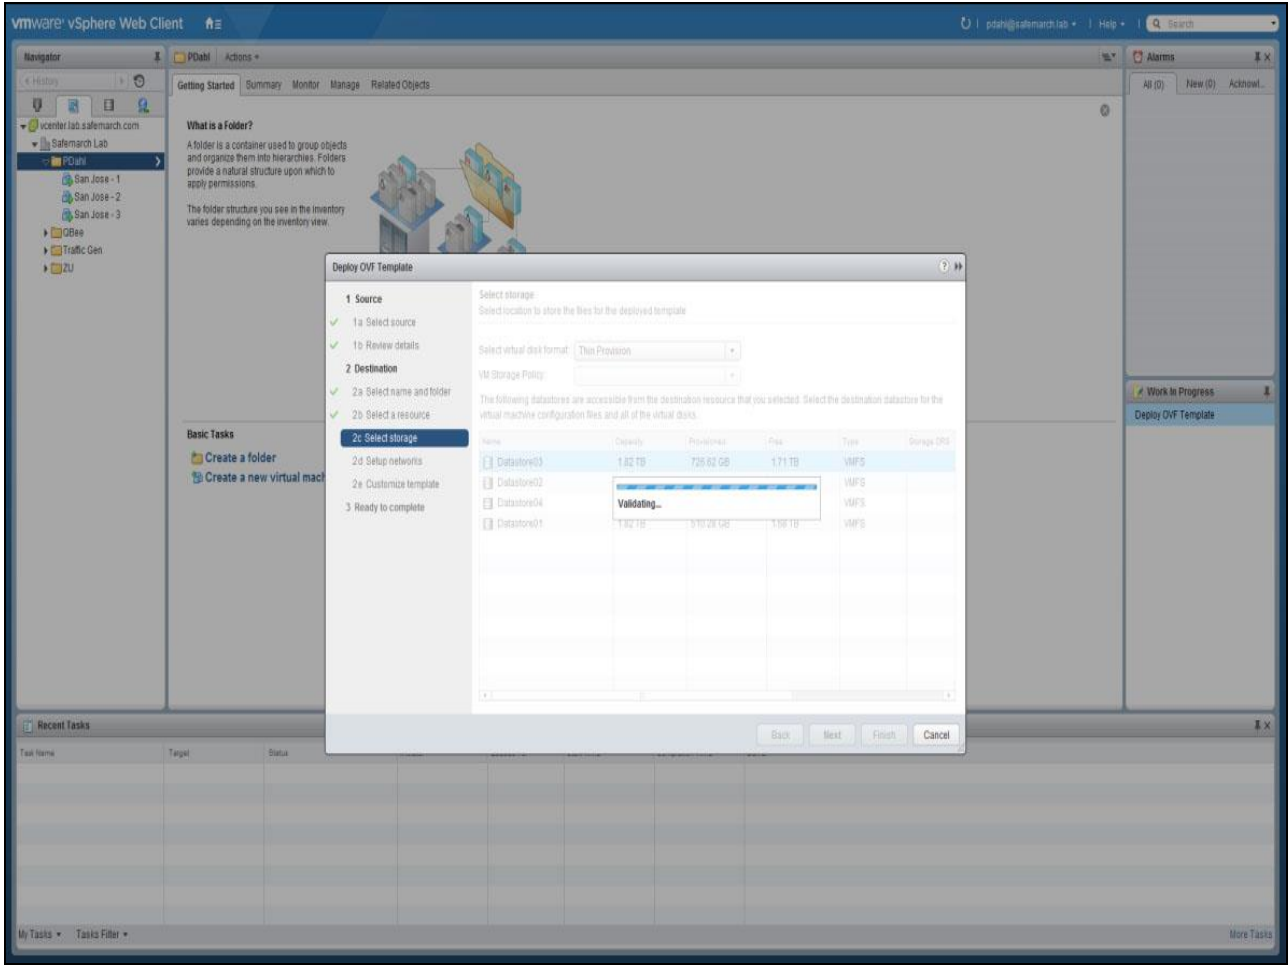 vmware® vSphere Web Client
pdahl@safemarch.lab
Help
Search
Navigator
History
vcenter.lab.safemarch.com
Safemarch Lab
PDahl
San Jose - 1
San Jose - 2
San Jose - 3
QBee
Traffic Gen
ZU
PDahl Actions
Getting Started Summary Monitor Manage Related Objects
What is a Folder?
A folder is a container used to group objects
and organize them into hierarchies. Folders
provide a natural structure upon which to
apply permissions.
The folder structure you see in the inventory
varies depending on the inventory view.
Basic Tasks
Create a folder
Create a new virtual mach
Deploy OVF Template
1 Source
1a Select source
1b Review details
2 Destination
2a Select name and folder
2b Select a resource
2c Select storage
2d Setup networks
2e Customize template
3 Ready to complete
Select storage
Select location to store the files for the deployed template
Select virtual disk format: Thin Provision
VM Storage Policy:
The following datastores are accessible from the destination resource that you selected. Select the destination datastore for the
virtual machine configuration files and all of the virtual disks.
Name Capacity Provisioned Free Type Storage DRS
Datastore03 1.82 TB 726.62 GB 1.71 TB VMFS
Datastore02 VMFS
Datastore04 VMFS
Datastore01 1.82 TB 510.28 GB 1.58 TB VMFS
Validating...
Back Next Finish Cancel
Alarms
All (0) New (0) Acknowl...
Work In Progress
Deploy OVF Template
Recent Tasks
Task Name Target Status
My Tasks Tasks Filter
More Tasks